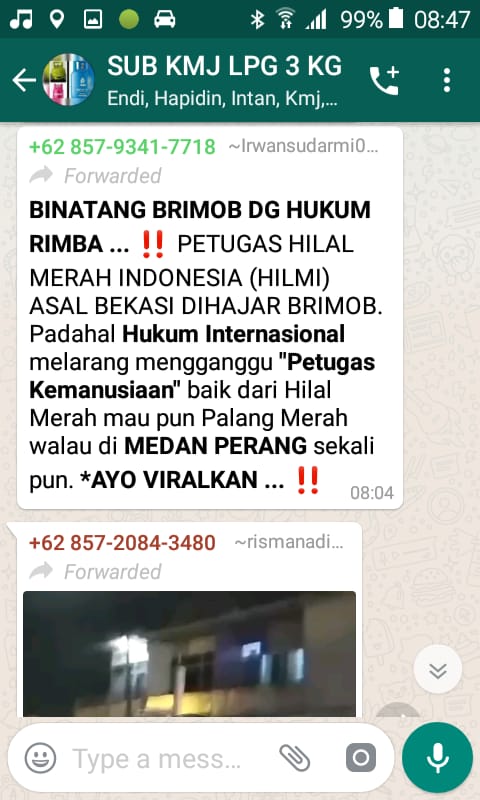 99% 08:47
SUB KMJ LPG 3 KG
Endi, Hapidin, Intan, Kmj,...
+62 857-9341-7718 ~Irwansudarmi0...
Forwarded
BINATANG BRIMOB DG HUKUM
RIMBA ... ‼️ PETUGAS HILAL
MERAH INDONESIA (HILMI)
ASAL BEKASI DIHAJAR BRIMOB.
Padahal Hukum Internasional
melarang mengganggu "Petugas
Kemanusiaan" baik dari Hilal
Merah mau pun Palang Merah
walau di MEDAN PERANG sekali
pun. *AYO VIRALKAN ... ‼️
08:04
+62 857-2084-3480 ~rismanadi...
Forwarded
Type a mess...